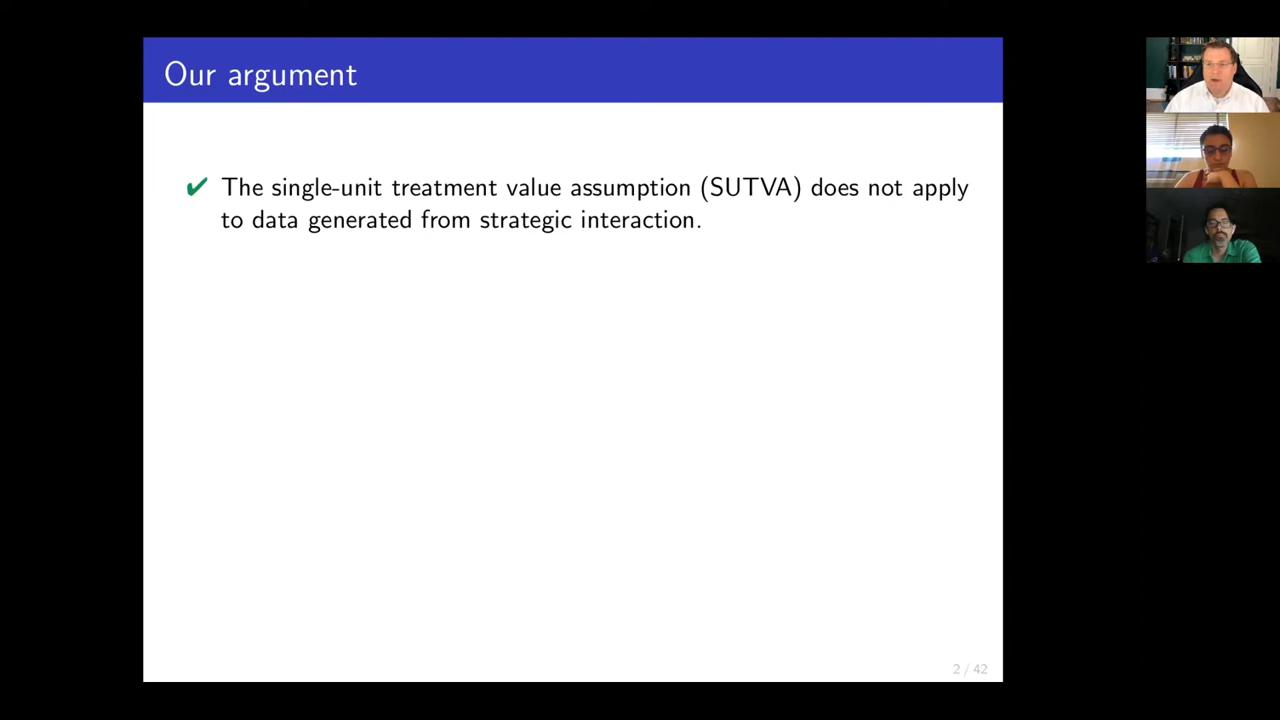 Our argument
✔ The single-unit treatment value assumption (SUTVA) does not apply
to data generated from strategic interaction.
2 / 42